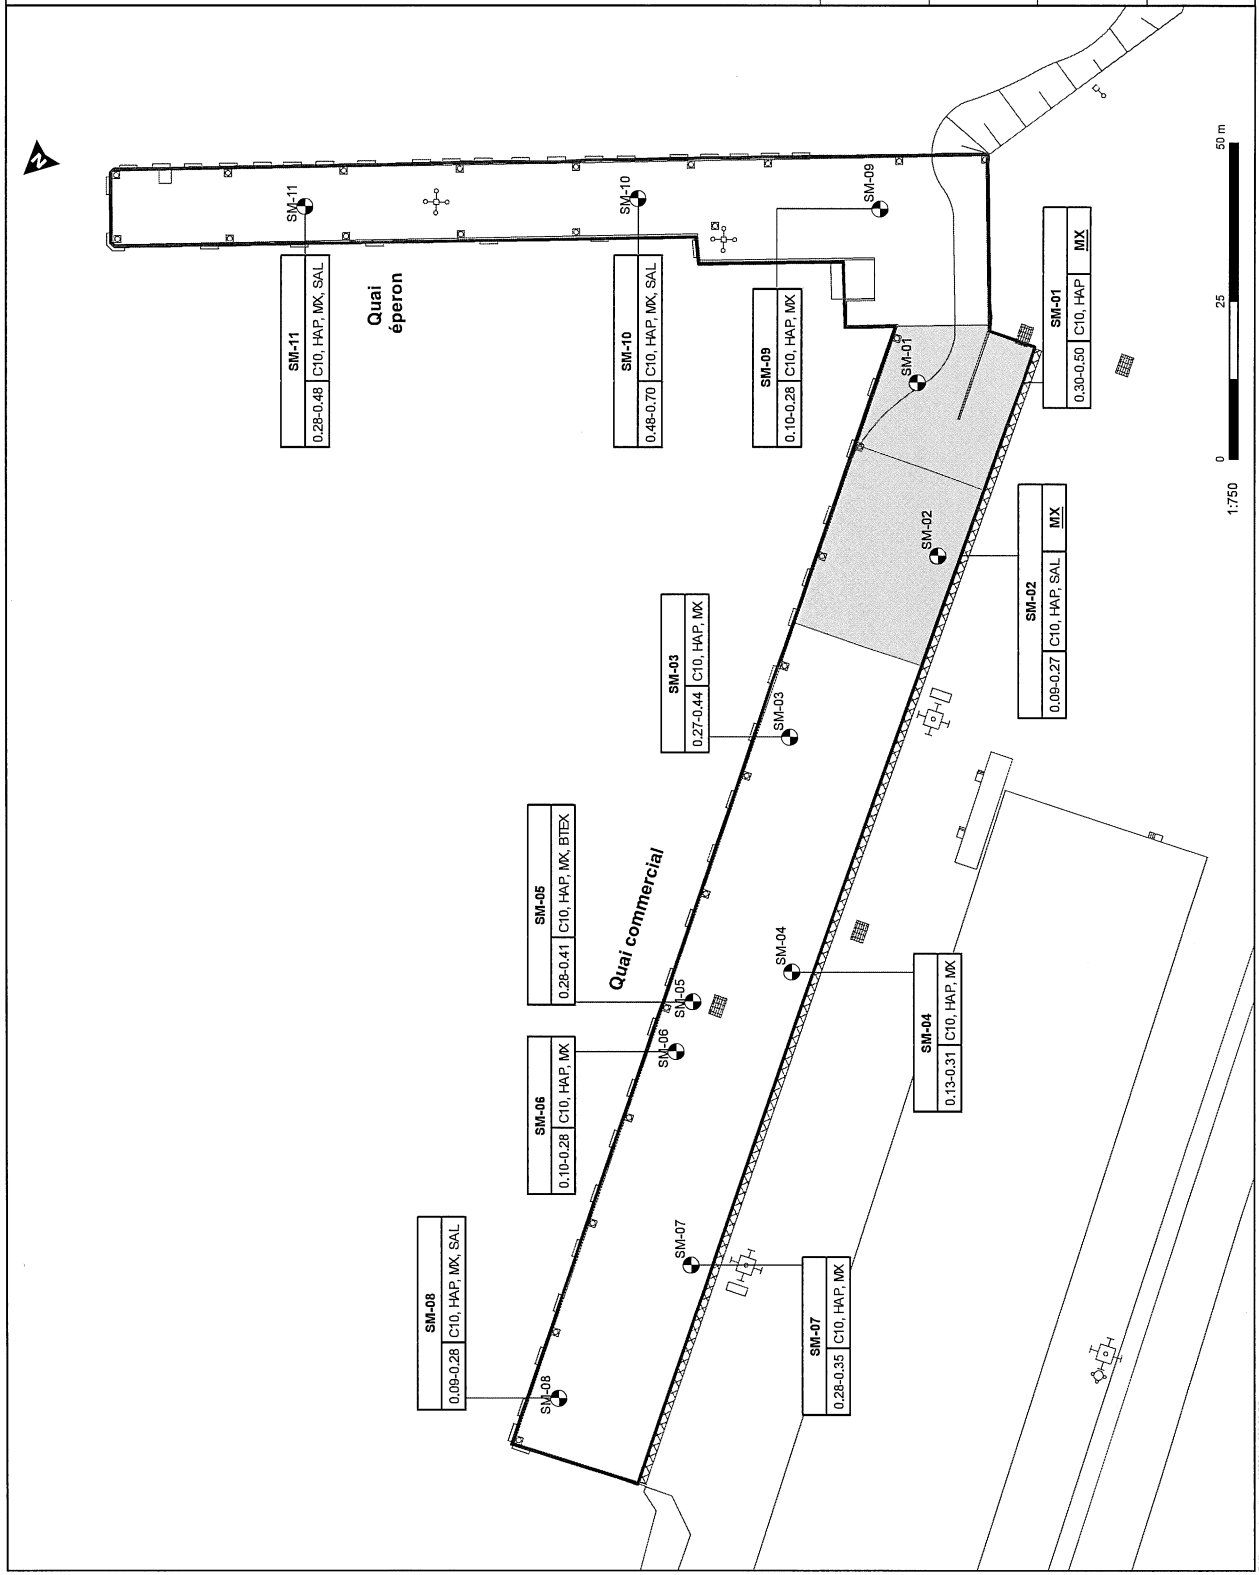 N
SM-11
SM-11
0.28-0.48 C10, HAP, MX, SAL
Quai
éperon
SM-10
SM-10
0.48-0.70 C10, HAP, MX, SAL
SM-09
SM-09
0.10-0.28 C10, HAP, MX
SM-01
SM-01
0.30-0.50 C10, HAP MX
SM-02
SM-02
0.09-0.27 C10, HAP, SAL MX
SM-03
0.27-0.44 C10, HAP, MX
SM-03
SM-05
0.28-0.41 C10, HAP, MX, BTEX
SM-05
Quai commercial
SM-04
SM-04
0.13-0.31 C10, HAP, MX
SM-06
0.10-0.28 C10, HAP, MX
SM-06
SM-07
SM-07
0.28-0.35 C10, HAP, MX
SM-08
0.09-0.28 C10, HAP, MX, SAL
SM-08
0 25 50 m
1:750